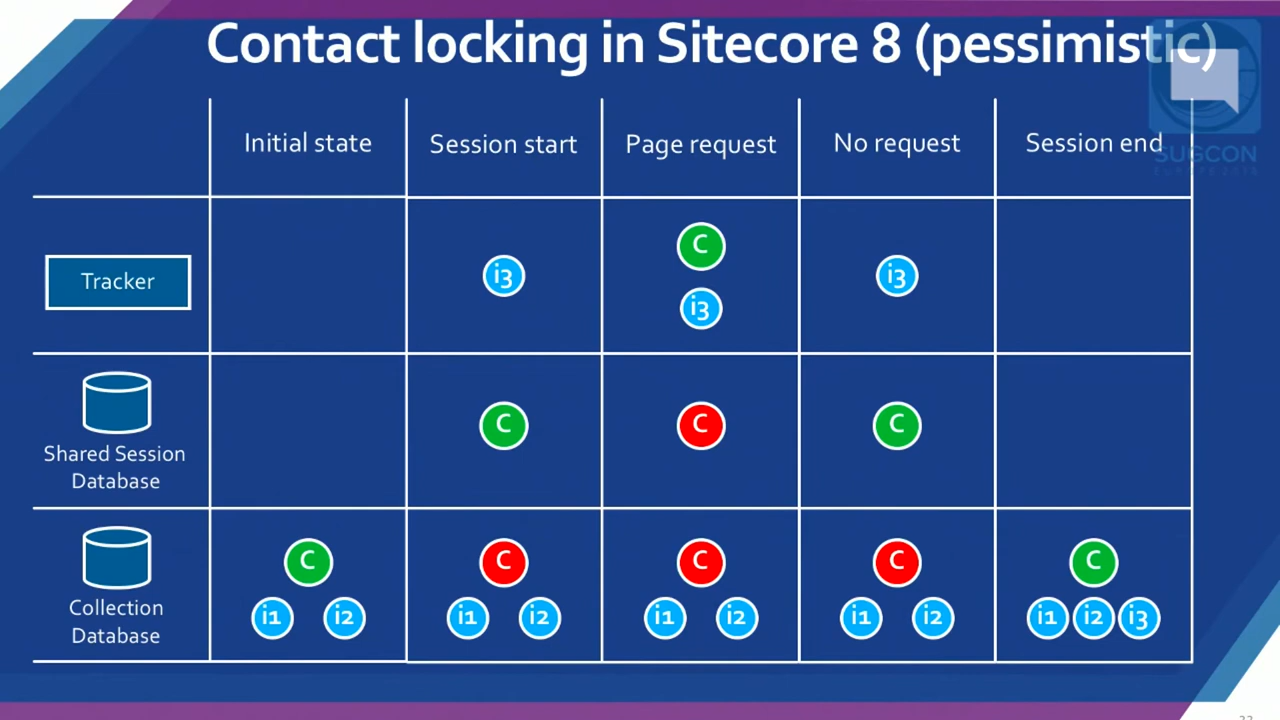 Contact locking in Sitecore 8 (pessimistic)
Initial state
Session start
Page request
No request
Session end
SUGCON
Tracker
i3
C
i3
i3
Shared Session
Database
C
C
C
Collection
Database
C
C
C
C
C
i1 i2
i1 i2
i1 i2
i1 i2
i1 i2 i3